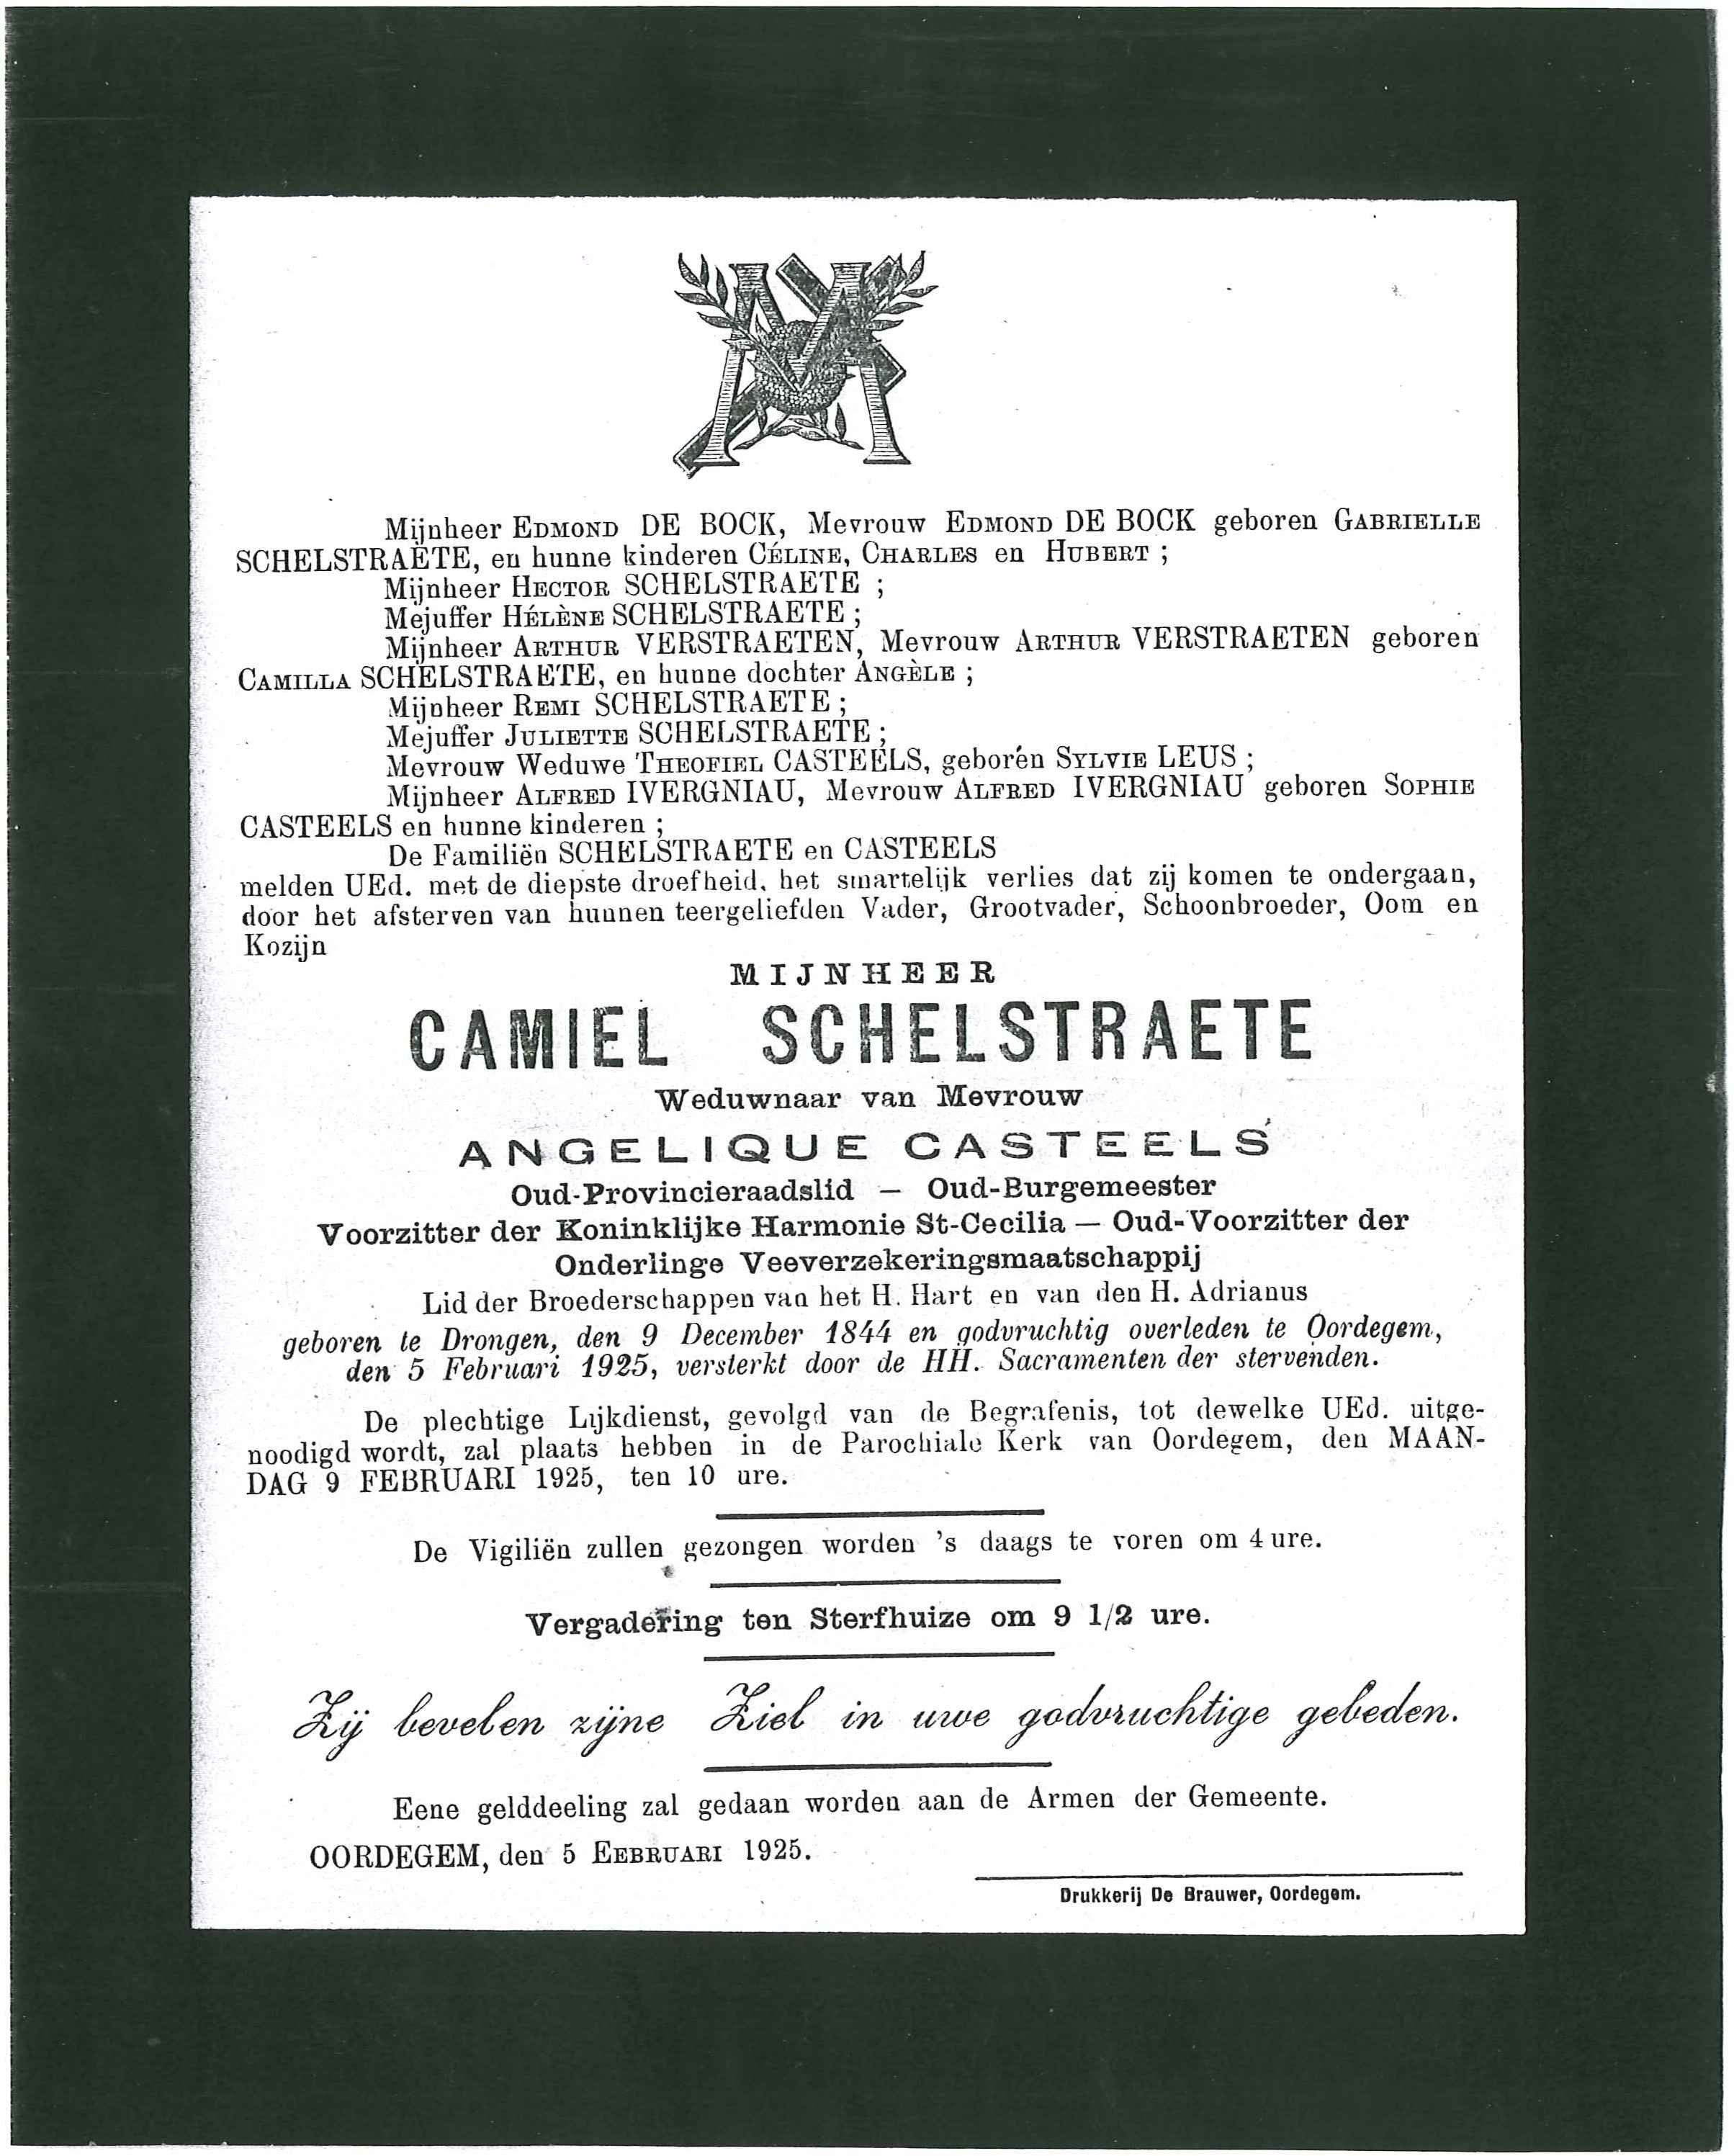 Mijnheer EDMOND DE BOCK, Mevrouw EDMOND DE BOCK geboren GABRIELLE
SCHELSTRAETE, en hunne kinderen CÉLINE, CHARLES en HUBERT ;
Mijnheer HECTOR SCHELSTRAETE ;
Mejuffer HÉLÈNE SCHELSTRAETE ;
Mijnheer ARTHUR VERSTRAETEN, Mevrouw ARTHUR VERSTRAETEN geboren
CAMILLA SCHELSTRAETE, en hunne dochter ANGÈLE ;
Mijnheer REMI SCHELSTRAETE ;
Mejuffer JULIETTE SCHELSTRAETE ;
Mevrouw Weduwe THEOFIEL CASTEELS, geboren SYLVIE LEUS ;
Mijnheer ALFRED IVERGNIAU, Mevrouw ALFRED IVERGNIAU geboren SOPHIE
CASTEELS en hunne kinderen ;
De Familiën SCHELSTRAETE en CASTEELS
melden UEd. met de diepste droefheid, het smartelijk verlies dat zij komen te ondergaan,
door het afsterven van hunnen teergeliefden Vader, Grootvader, Schoonbroeder, Oom en
Kozijn
MIJNHEER
CAMIEL SCHELSTRAETE
Weduwnaar van Mevrouw
ANGELIQUE CASTEELS
Oud-Provincieraadslid — Oud-Burgemeester
Voorzitter der Koninklijke Harmonie St-Cecilia — Oud-Voorzitter der
Onderlinge Veeverzekeringsmaatschappij
Lid der Broederschappen van het H. Hart en van den H. Adrianus
geboren te Drongen, den 9 December 1844 en godvruchtig overleden te Oordegem,
den 5 Februari 1925, versterkt door de HH. Sacramenten der stervenden.
De plechtige Lijkdienst, gevolgd van de Begrafenis, tot dewelke UEd. uitge-
noodigd wordt, zal plaats hebben in de Parochiale Kerk van Oordegem, den MAAN-
DAG 9 FEBRUARI 1925, ten 10 ure.
De Vigiliën zullen gezongen worden 's daags te voren om 4 ure.
Vergadering ten Sterfhuize om 9 1/2 ure.
Zij bevelen zijne Ziel in uwe godvruchtige gebeden.
Eene gelddeeling zal gedaan worden aan de Armen der Gemeente.
OORDEGEM, den 5 EEBRUARI 1925.
Drukkerij De Brauwer, Oordegem.